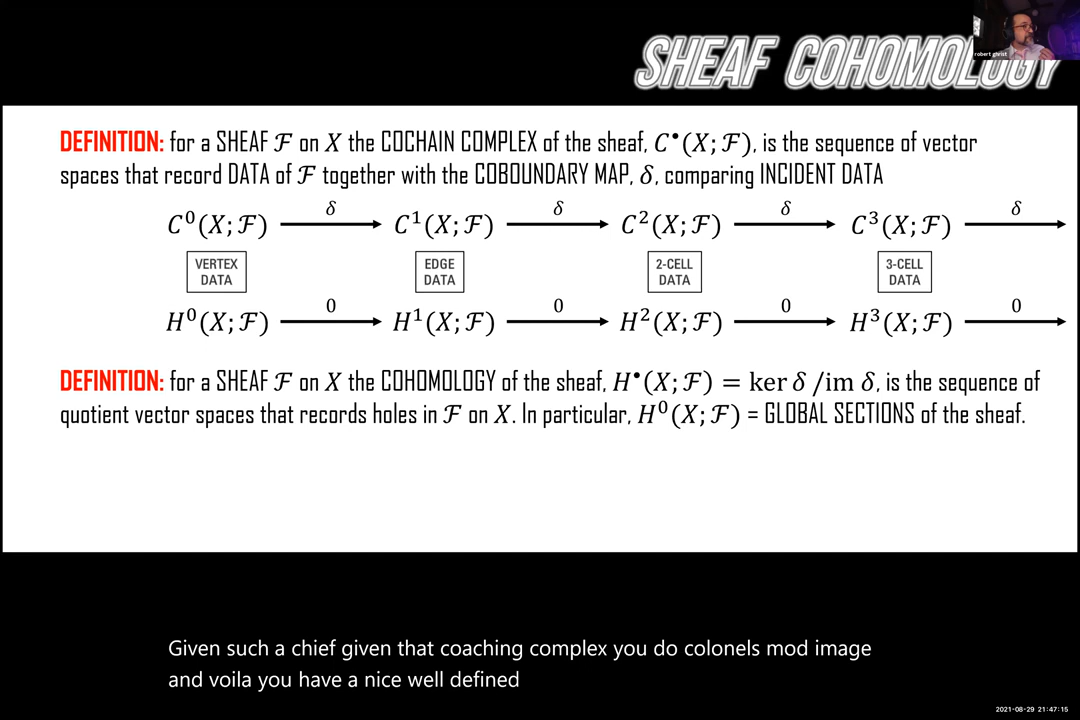 SHEAF COHOMOLOGY
robert ghrist
DEFINITION: for a SHEAF ℱ on X the COCHAIN COMPLEX of the sheaf, C^•(X; ℱ), is the sequence of vector
spaces that record DATA of ℱ together with the COBOUNDARY MAP, δ, comparing INCIDENT DATA
C⁰(X; ℱ) δ C¹(X; ℱ) δ C²(X; ℱ) δ C³(X; ℱ) δ
VERTEX DATA
EDGE DATA
2-CELL DATA
3-CELL DATA
H⁰(X; ℱ) 0 H¹(X; ℱ) 0 H²(X; ℱ) 0 H³(X; ℱ) 0
DEFINITION: for a SHEAF ℱ on X the COHOMOLOGY of the sheaf, H^•(X; ℱ) = ker δ /im δ, is the sequence of
quotient vector spaces that records holes in ℱ on X. In particular, H⁰(X; ℱ) = GLOBAL SECTIONS of the sheaf.
Given such a chief given that coaching complex you do colonels mod image
and voila you have a nice well defined
2021-08-29 21:47:15